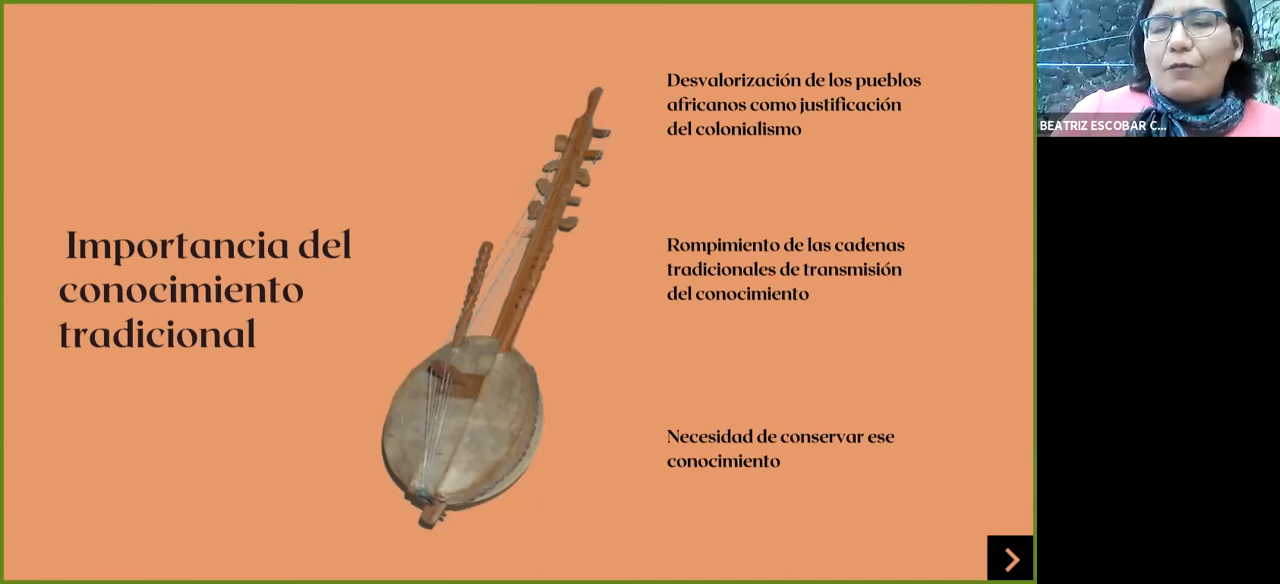 Importancia del
conocimiento
tradicional
Desvalorización de los pueblos
africanos como justificación
del colonialismo
Rompimiento de las cadenas
tradicionales de transmisión
del conocimiento
Necesidad de conservar ese
conocimiento
BEATRIZ ESCOBAR C...